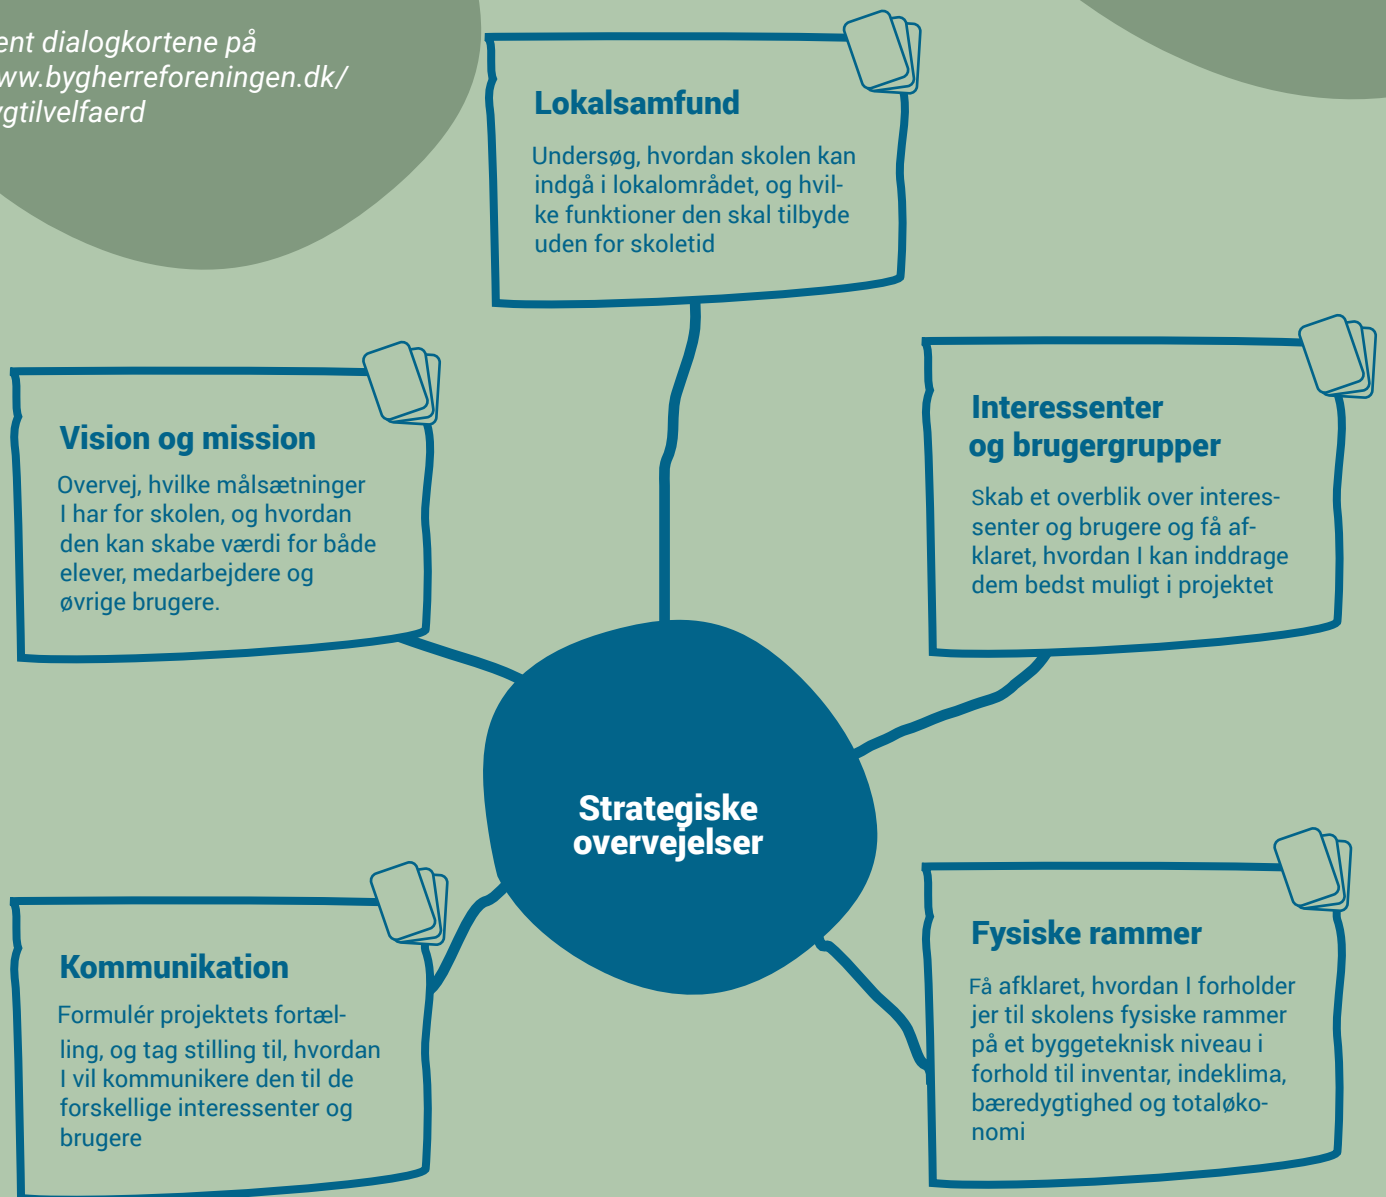 ent dialogkortene på
ww.bygherreforeningen.dk/
ygtilvelfaerd
Lokalsamfund
Undersøg, hvordan skolen kan
indgå i lokalområdet, og hvil-
ke funktioner den skal tilbyde
uden for skoletid
Vision og mission
Overvej, hvilke målsætninger
I har for skolen, og hvordan
den kan skabe værdi for både
elever, medarbejdere og
øvrige brugere.
Interessenter
og brugergrupper
Skab et overblik over interes-
senter og brugere og få af-
klaret, hvordan I kan inddrage
dem bedst muligt i projektet
Strategiske
overvejelser
Kommunikation
Formulér projektets fortæl-
ling, og tag stilling til, hvordan
I vil kommunikere den til de
forskellige interessenter og
brugere
Fysiske rammer
Få afklaret, hvordan I forholder
jer til skolens fysiske rammer
på et byggeteknisk niveau i
forhold til inventar, indeklima,
bæredygtighed og totaløko-
nomi